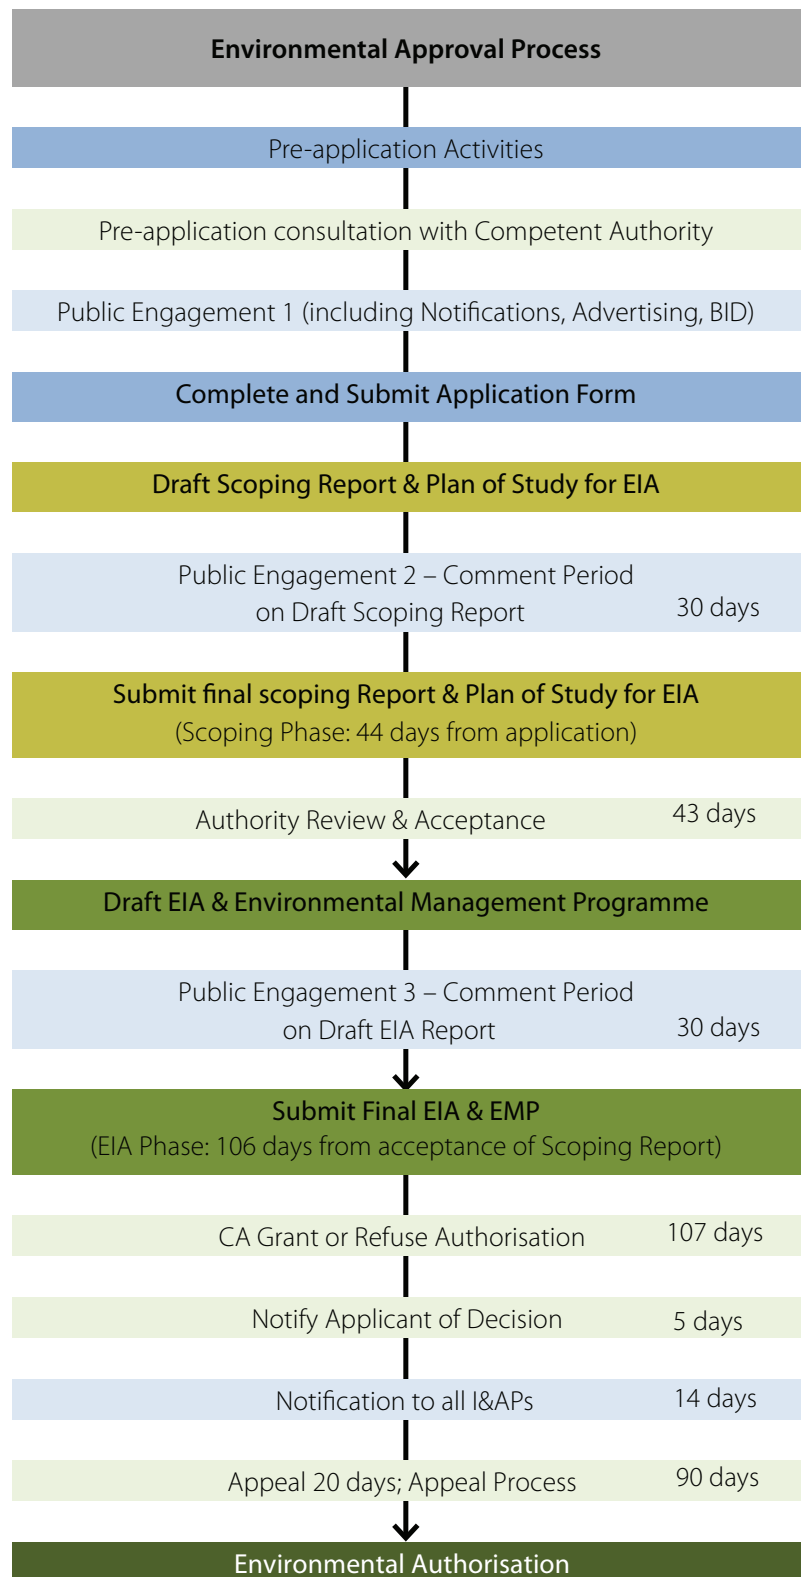 Environmental Approval Process
Pre-application Activities
Pre-application consultation with Competent Authority
Public Engagement 1 (including Notifications, Advertising, BID)
Complete and Submit Application Form
Draft Scoping Report & Plan of Study for EIA
Public Engagement 2 – Comment Period
on Draft Scoping Report 30 days
Submit final scoping Report & Plan of Study for EIA
(Scoping Phase: 44 days from application)
Authority Review & Acceptance 43 days
Draft EIA & Environmental Management Programme
Public Engagement 3 – Comment Period
on Draft EIA Report 30 days
Submit Final EIA & EMP
(EIA Phase: 106 days from acceptance of Scoping Report)
CA Grant or Refuse Authorisation 107 days
Notify Applicant of Decision 5 days
Notification to all I&APs 14 days
Appeal 20 days; Appeal Process 90 days
Environmental Authorisation